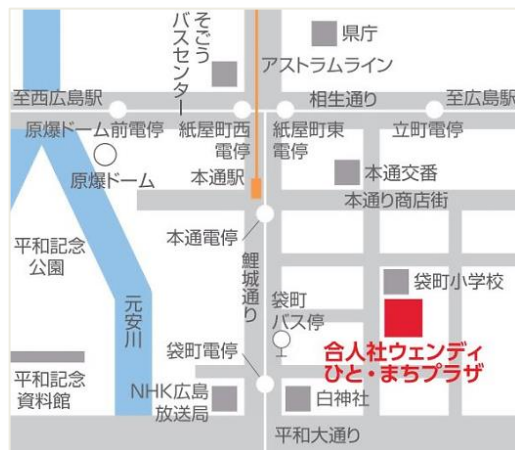 そごう
バスセンター
県庁
アストラムライン
至西広島駅
相生通り
至広島駅
原爆ドーム前電停
紙屋町西
電停
紙屋町東
電停
立町電停
原爆ドーム
本通駅
本通交番
本通り商店街
平和記念
公園
本通電停
鯉城通り
元安川
袋町
バス停
袋町小学校
合人社ウェンディ
ひと・まちプラザ
袋町電停
平和記念
資料館
NHK広島
放送局
白神社
平和大通り